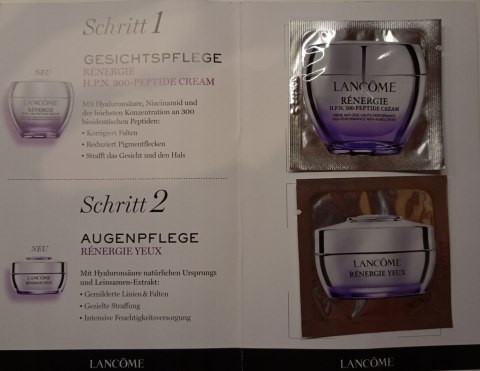 Schritt 1
GESICHTSPFLEGE
RÉNERGIE
H.P.N. 300-PEPTIDE CREAM
NEU
LANCÔME
Mit Hyaluronsäure, Niacinamid und
der höchsten Konzentration an 300
bioidentischen Peptiden:
• Korrigiert Falten
• Reduziert Pigmentflecken
• Strafft das Gesicht und den Hals
Schritt 2
AUGENPFLEGE
RÉNERGIE YEUX
NEU
LANCÔME
RÉNERGIE YEUX
Mit Hyaluronsäure natürlichen Ursprungs
und Leinsamen-Extrakt:
• Gemilderte Linien & Falten
• Gezielte Straffung
• Intensive Feuchtigkeitsversorgung
LANCÔME
LANCÔME
RÉNERGIE
H.P.N. 300-PEPTIDE CREAM
LANCÔME
RÉNERGIE YEUX
LANCÔME